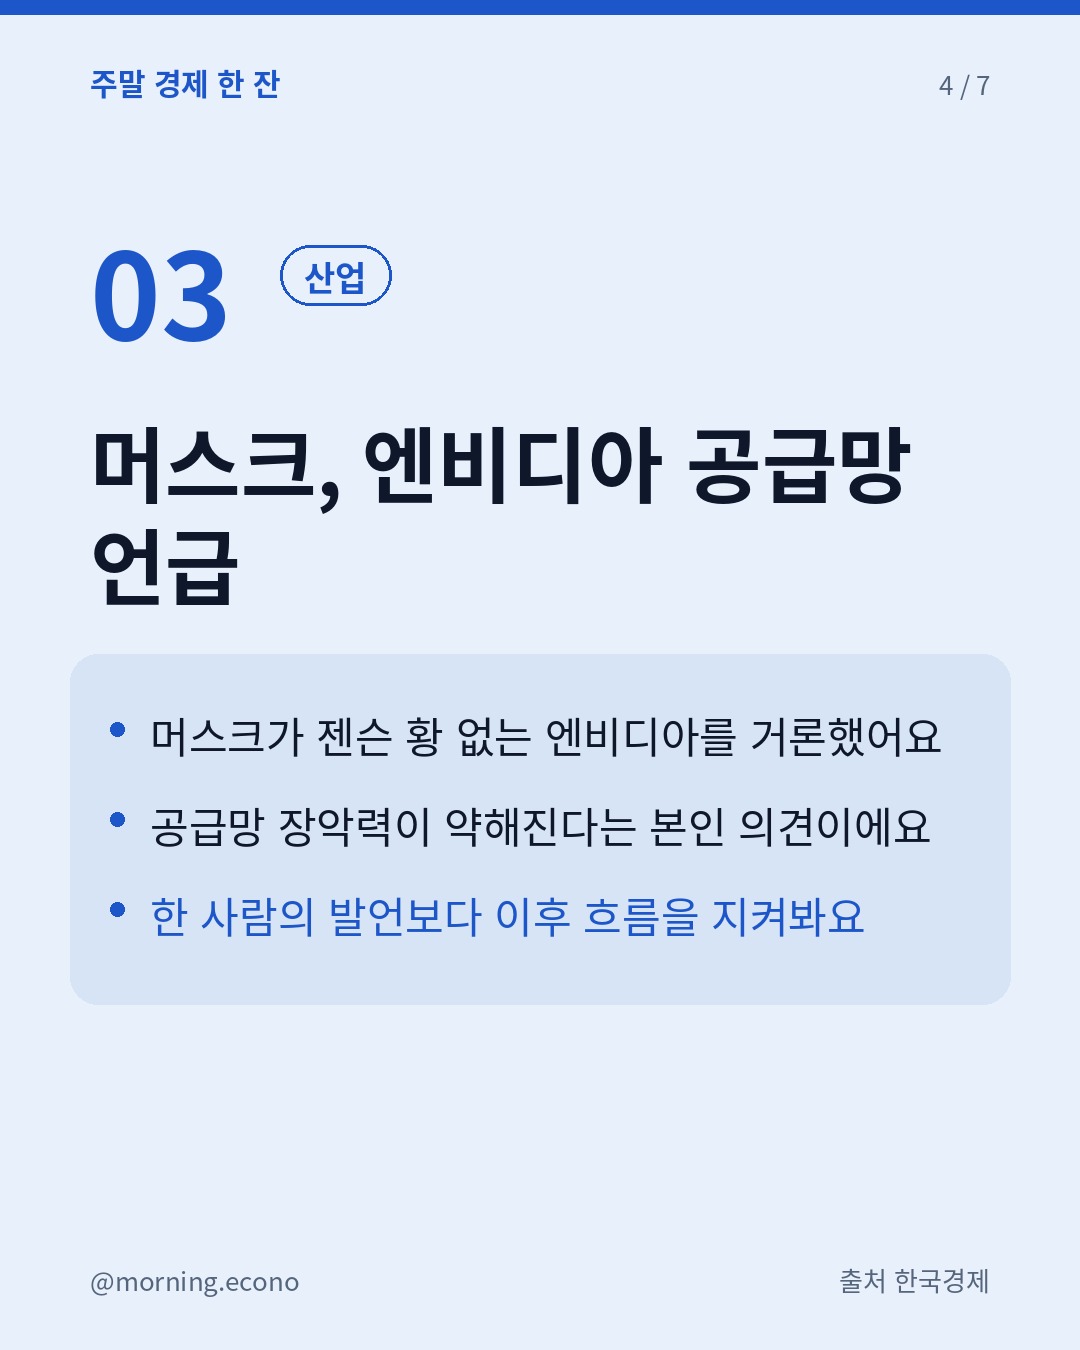 주말 경제 한 잔
4 / 7
03
산업
머스크, 엔비디아 공급망
언급
머스크가 젠슨 황 없는 엔비디아를 거론했어요
공급망 장악력이 약해진다는 본인 의견이에요
한 사람의 발언보다 이후 흐름을 지켜봐요
@morning.econo
출처 한국경제